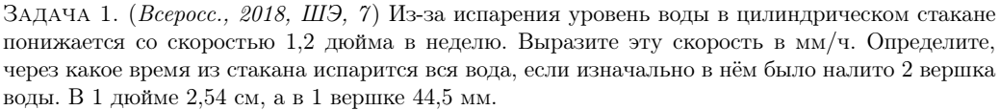 Задача 1. (Всеросс., 2018, ШЭ, 7) Из-за испарения уровень воды в цилиндрическом стакане
понижается со скоростью 1,2 дюйма в неделю. Выразите эту скорость в мм/ч. Определите,
через какое время из стакана испарится вся вода, если изначально в нём было налито 2 вершка
воды. В 1 дюйме 2,54 см, а в 1 вершке 44,5 мм.